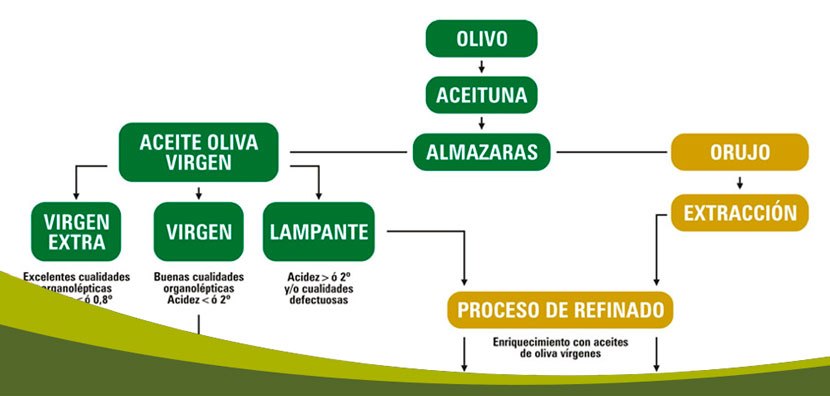 OLIVO
ACEITUNA
ALMAZARAS
ACEITE OLIVA
VIRGEN
ORUJO
EXTRACCIÓN
VIRGEN
EXTRA
Excelentes cualidades
organolépticas
< ó 0,8º
VIRGEN
Buenas cualidades
organolépticas
Acidez < ó 2º
LAMPANTE
Acidez > ó 2º
y/o cualidades
defectuosas
PROCESO DE REFINADO
Enriquecimiento con aceites
de oliva vírgenes